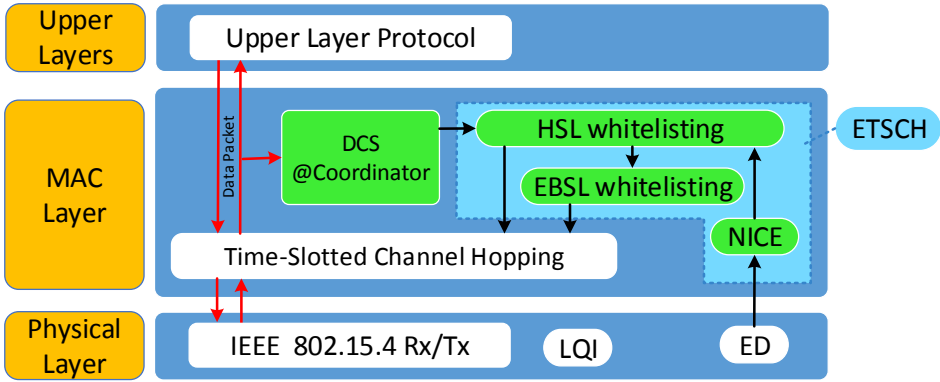 Upper
Layers
Upper Layer Protocol
MAC
Layer
Data Packet
DCS
@Coordinator
HSL whitelisting
EBSL whitelisting
NICE
ETSCH
Time-Slotted Channel Hopping
Physical
Layer
IEEE 802.15.4 Rx/Tx
LQI
ED